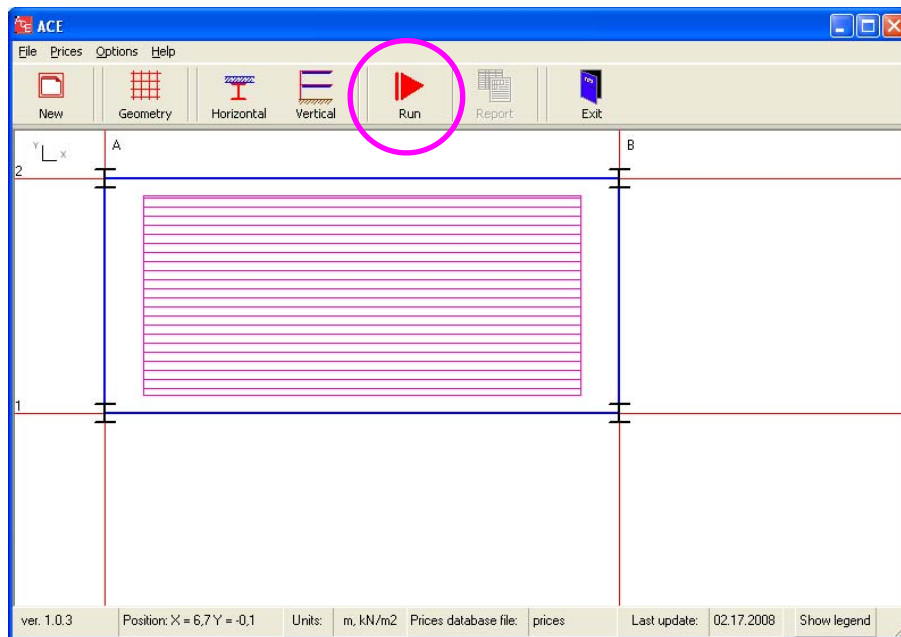 ACE
File Prices Options Help
New Geometry Horizontal Vertical Run Report Exit
Y X A B
2
1
ver. 1.0.3 Position: X = 6,7 Y = -0,1 Units: m, kN/m2 Prices database file: prices Last update: 02.17.2008 Show legend